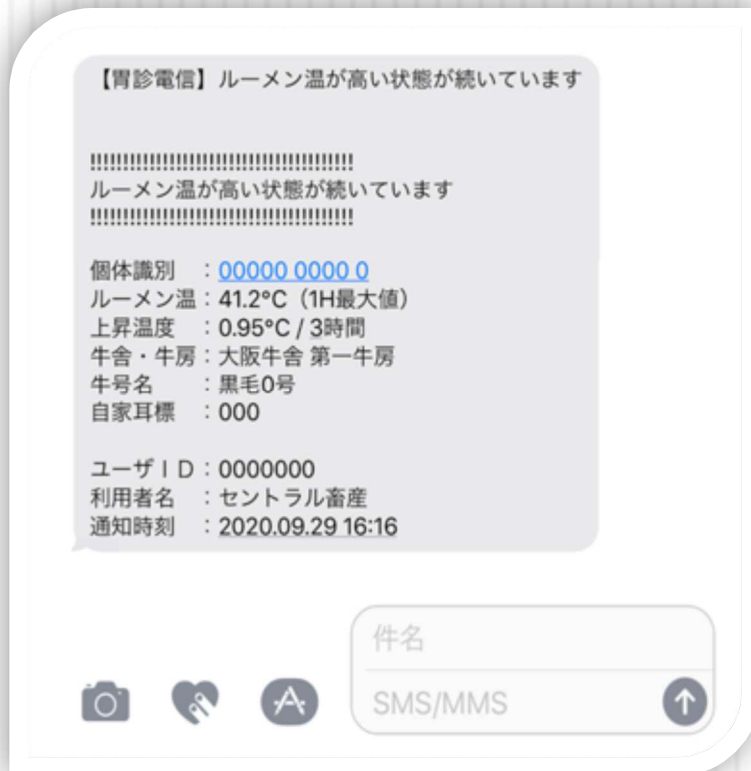 【胃診電信】ルーメン温が高い状態が続いています
!!!!!!!!!!!!!!!!!!!!!!!!!!!!!!!!!!!!!!!!
ルーメン温が高い状態が続いています
!!!!!!!!!!!!!!!!!!!!!!!!!!!!!!!!!!!!!!!!
個体識別　：00000 0000 0
ルーメン温：41.2°C（1H最大値）
上昇温度　：0.95°C / 3時間
牛舎・牛房：大阪牛舎 第一牛房
牛号名　　：黒毛0号
自家耳標　：000
ユーザＩＤ：0000000
利用者名　：セントラル畜産
通知時刻　：2020.09.29 16:16
件名
SMS/MMS